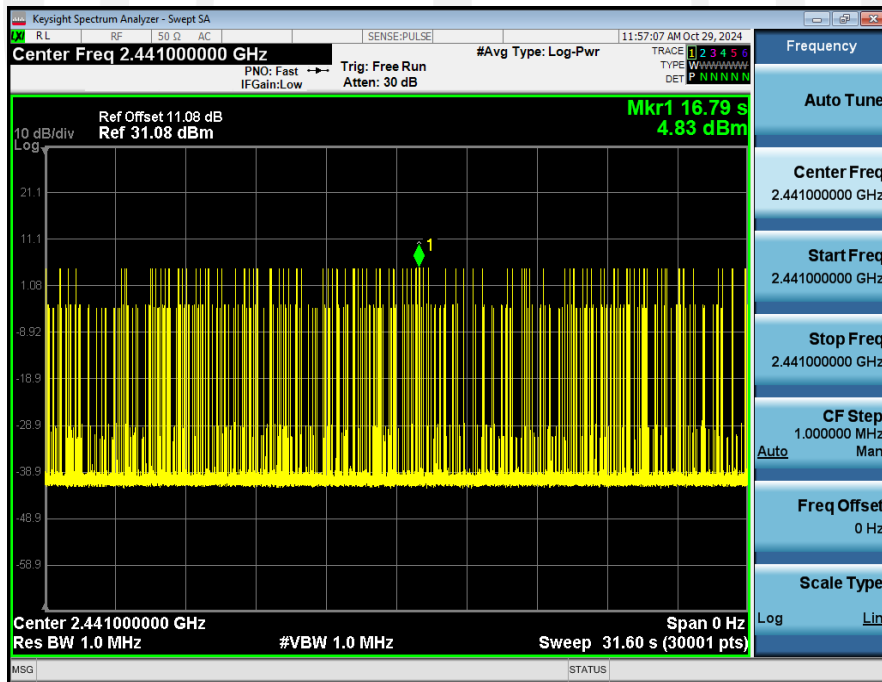 Keysight Spectrum Analyzer - Swept SA
LXI RL RF 50 Ω AC SENSE:PULSE 11:57:07 AM Oct 29, 2024
Center Freq 2.441000000 GHz
#Avg Type: Log-Pwr
TRACE 1 2 3 4 5 6
PNO: Fast Trig: Free Run
TYPE WWWWWWW
IFGain:Low Atten: 30 dB
DET P N N N N N
Ref Offset 11.08 dB
Mkr1 16.79 s
10 dB/div Ref 31.08 dBm
4.83 dBm
Log
21.1
1
11.1
1.08
-8.92
-18.9
-28.9
-38.9
-48.9
-58.9
Center 2.441000000 GHz Span 0 Hz
Res BW 1.0 MHz #VBW 1.0 MHz Sweep 31.60 s (30001 pts)
MSG STATUS
Frequency
Auto Tune
Center Freq
2.441000000 GHz
Start Freq
2.441000000 GHz
Stop Freq
2.441000000 GHz
CF Step
1.000000 MHz
Auto Man
Freq Offset
0 Hz
Scale Type
Log Lin